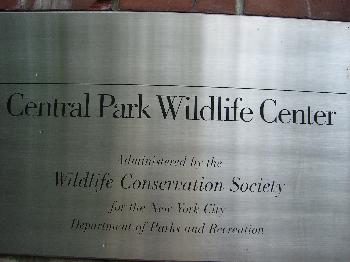 Central Park Wildlife Center
Administered by the
Wildlife Conservation Society
for the New York City
Department of Parks and Recreation